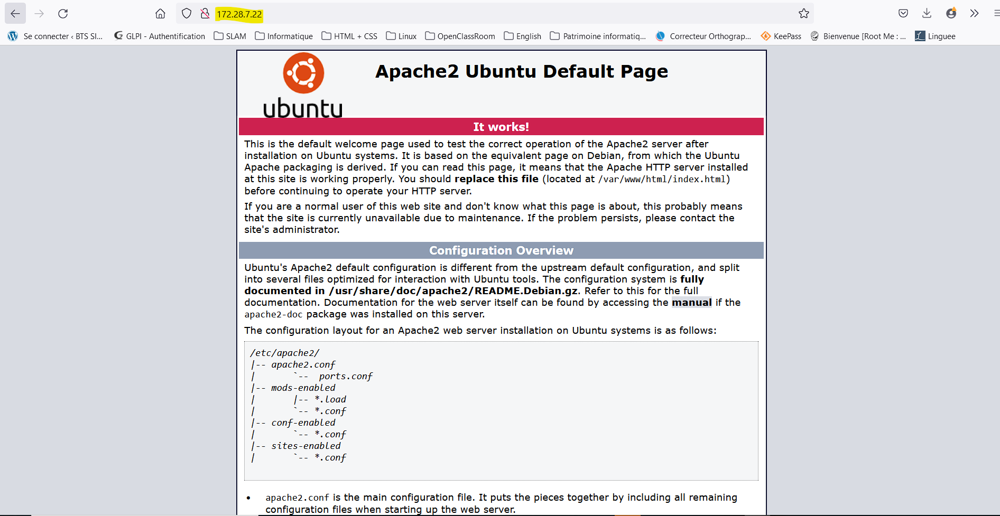 172.28.7.22
Se connecter ‹ BTS SI... GLPI - Authentification SLAM Informatique HTML + CSS Linux OpenClassRoom English Patrimoine informatiq... Correcteur Orthograp... KeePass Bienvenue [Root Me : ... Linguee
Apache2 Ubuntu Default Page
ubuntu
It works!
This is the default welcome page used to test the correct operation of the Apache2 server after
installation on Ubuntu systems. It is based on the equivalent page on Debian, from which the Ubuntu
Apache packaging is derived. If you can read this page, it means that the Apache HTTP server installed
at this site is working properly. You should replace this file (located at /var/www/html/index.html)
before continuing to operate your HTTP server.
If you are a normal user of this web site and don't know what this page is about, this probably means
that the site is currently unavailable due to maintenance. If the problem persists, please contact the
site's administrator.
Configuration Overview
Ubuntu's Apache2 default configuration is different from the upstream default configuration, and split
into several files optimized for interaction with Ubuntu tools. The configuration system is fully
documented in /usr/share/doc/apache2/README.Debian.gz. Refer to this for the full
documentation. Documentation for the web server itself can be found by accessing the manual if the
apache2-doc package was installed on this server.
The configuration layout for an Apache2 web server installation on Ubuntu systems is as follows:
/etc/apache2/
|-- apache2.conf
|       `--  ports.conf
|-- mods-enabled
|       |-- *.load
|       `-- *.conf
|-- conf-enabled
|       `-- *.conf
|-- sites-enabled
|       `-- *.conf
• apache2.conf is the main configuration file. It puts the pieces together by including all remaining
configuration files when starting up the web server.